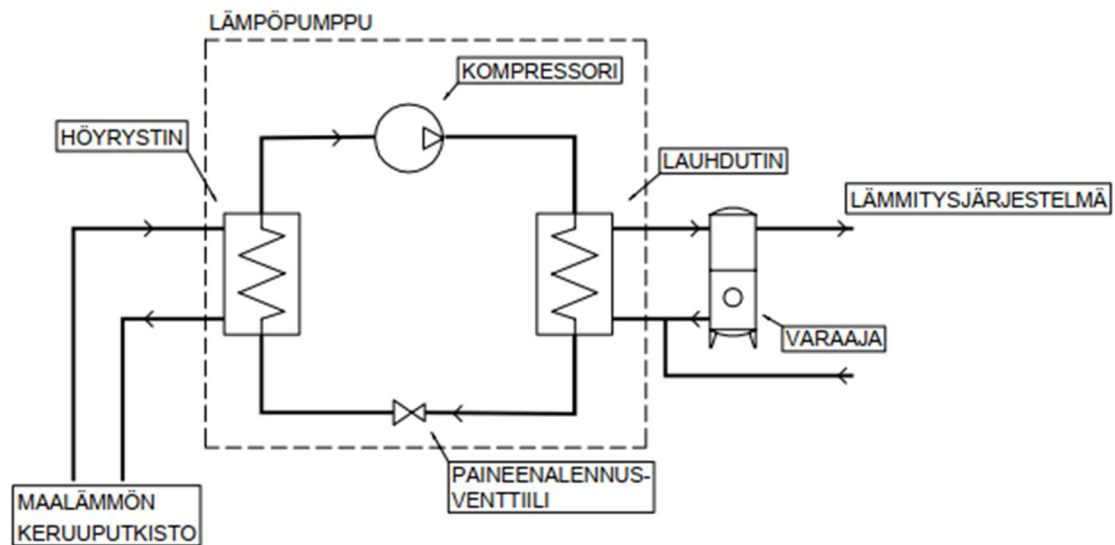 LÄMPÖPUMPPU
KOMPRESSORI
HÖYRYSTIN
LAUHDUTIN
LÄMMITYSJÄRJESTELMÄ
VARAAJA
PAINEENALENNUS-
VENTTIILI
MAALÄMMÖN
KERUUPUTKISTO